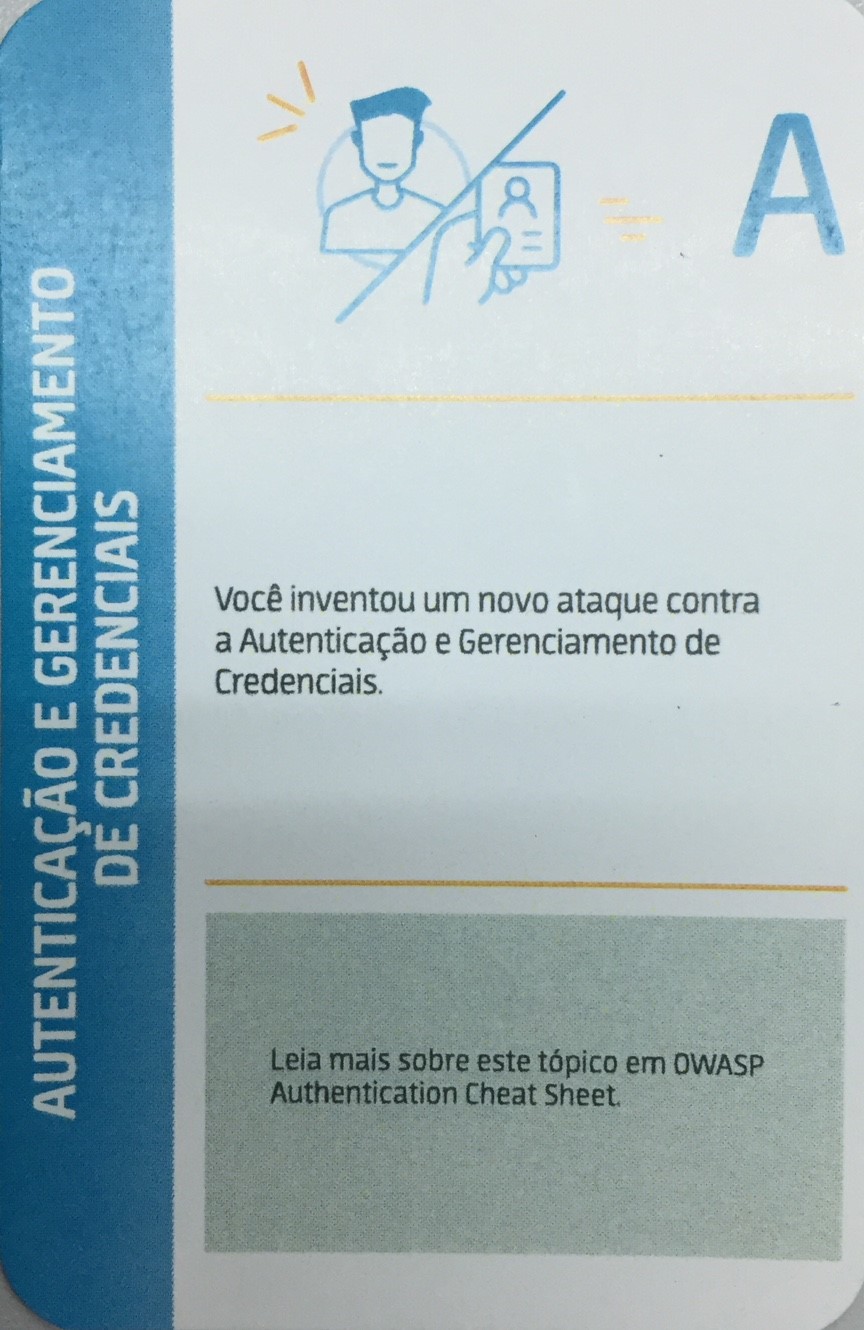 AUTENTICAÇÃO E GERENCIAMENTO
DE CREDENCIAIS
A
Você inventou um novo ataque contra
a Autenticação e Gerenciamento de
Credenciais.
Leia mais sobre este tópico em OWASP
Authentication Cheat Sheet.